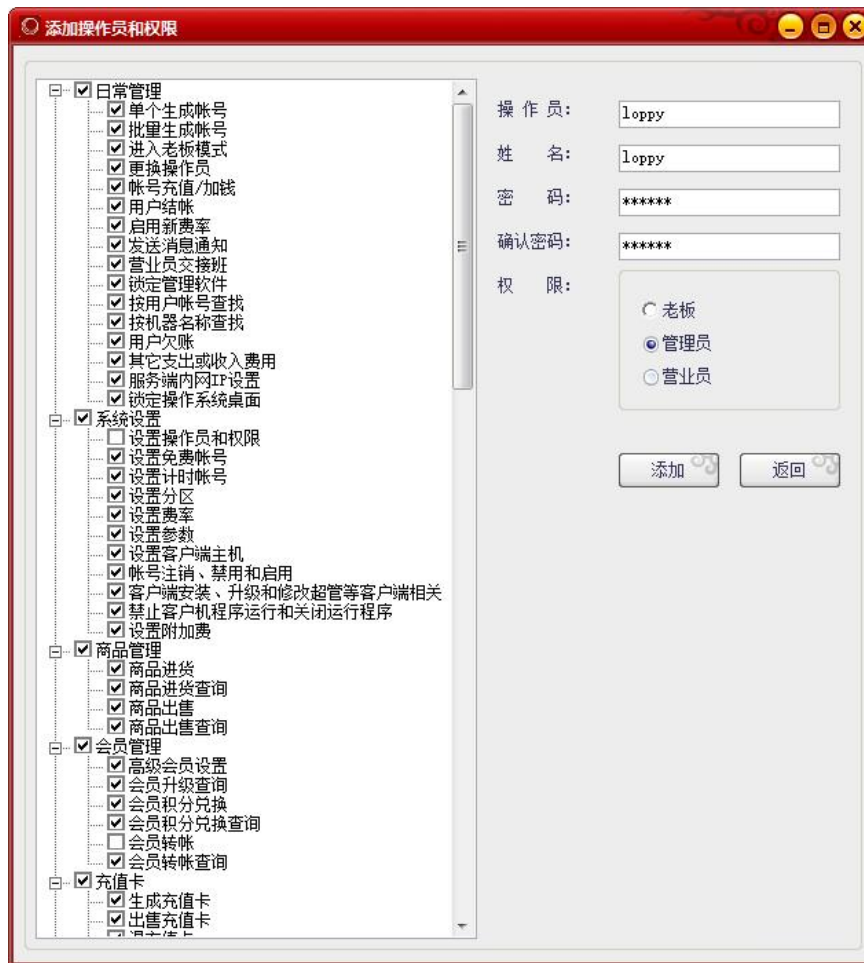 添加操作员和权限
日常管理
单个生成帐号
批量生成帐号
进入老板模式
更换操作员
帐号充值/加钱
用户结帐
启用新费率
发送消息通知
营业员交接班
锁定管理软件
按用户帐号查找
按机器名称查找
用户欠账
其它支出或收入费用
服务端内网IP设置
锁定操作系统桌面
系统设置
设置操作员和权限
设置免费帐号
设置计时帐号
设置分区
设置费率
设置参数
设置客户端主机
帐号注销、禁用和启用
客户端安装、升级和修改超管等客户端相关
禁止客户机程序运行和关闭运行程序
设置附加费
商品管理
商品进货
商品进货查询
商品出售
商品出售查询
会员管理
高级会员设置
会员升级查询
会员积分兑换
会员积分兑换查询
会员转帐
会员转帐查询
充值卡
生成充值卡
出售充值卡
操 作 员: loppy
姓 名: loppy
密 码: ******
确认密码: ******
权 限:
老板
管理员
营业员
添加 返回